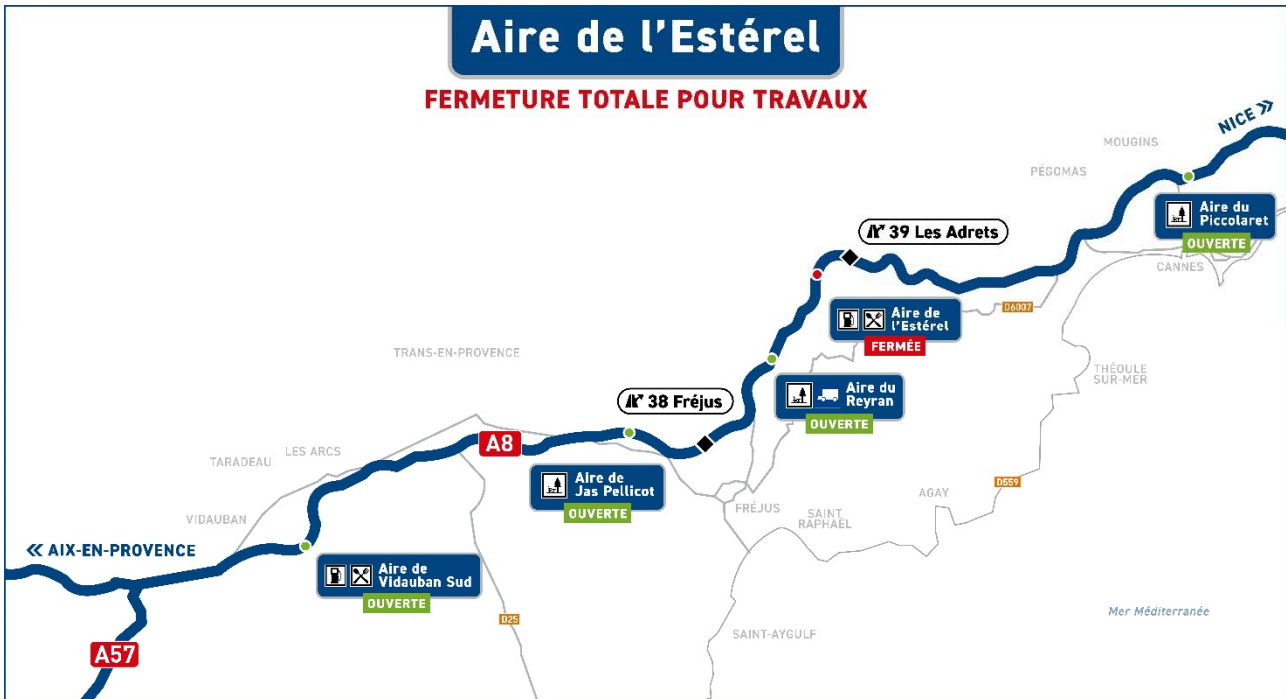 Aire de l'Estérel
FERMETURE TOTALE POUR TRAVAUX
NICE >>
MOUGINS
PÉGOMAS
Aire du
Piccolaret
OUVERTE
39 Les Adrets
CANNES
D6007
Aire de
l'Estérel
FERMÉE
TRANS-EN-PROVENCE
THÉOULE
SUR-MER
Aire du
Reyran
OUVERTE
38 Fréjus
A8
LES ARCS
TARADEAU
Aire de
Jas Pellicot
OUVERTE
D559
AGAY
FRÉJUS
SAINT
RAPHAËL
VIDAUBAN
<< AIX-EN-PROVENCE
Aire de
Vidauban Sud
OUVERTE
D25
Mer Méditerranée
SAINT-AYGULF
A57